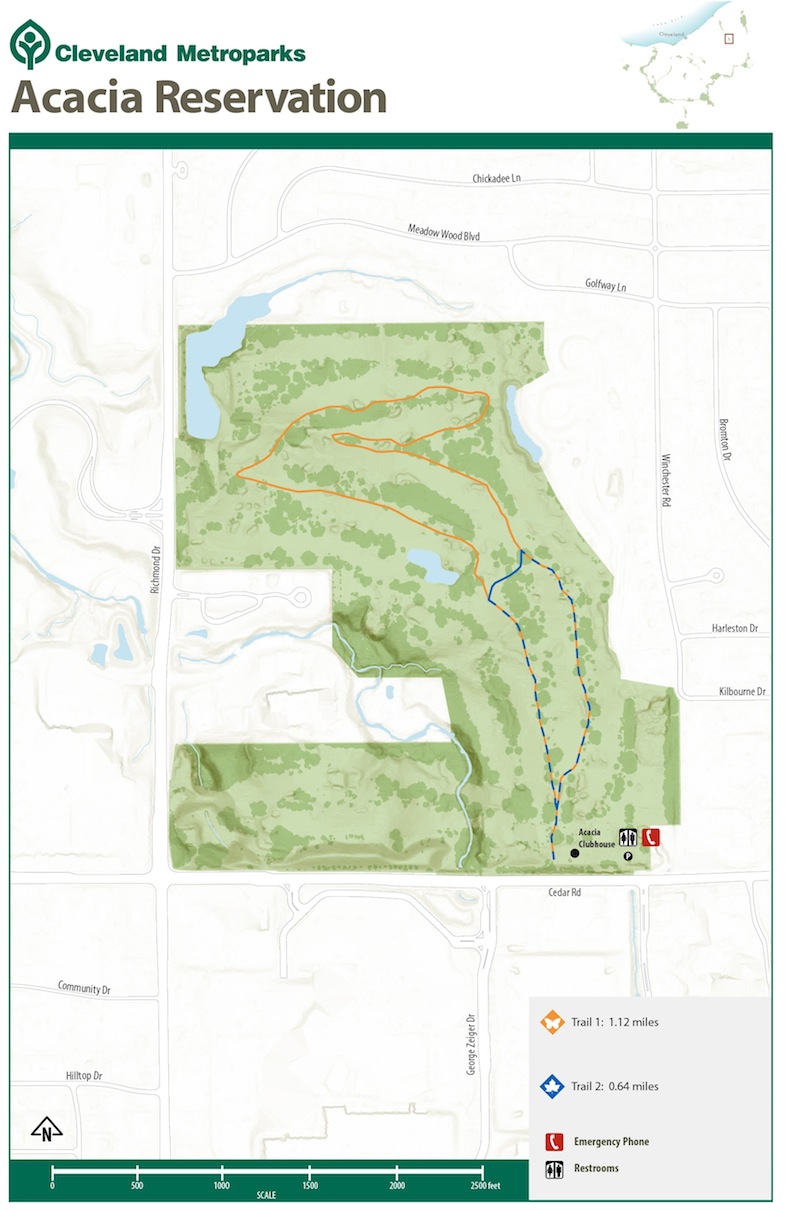 Cleveland Metroparks
Acacia Reservation
Cleveland
Chickadee Ln
Meadow Wood Blvd
Golfway Ln
Bromton Dr
Winchester Rd
Richmond Dr
Harleston Dr
Kilbourne Dr
Acacia
Clubhouse
P
Cedar Rd
Community Dr
George Zeiger Dr
Hilltop Dr
N
Trail 1: 1.12 miles
Trail 2: 0.64 miles
Emergency Phone
Restrooms
0 500 1000 1500 2000 2500 feet
SCALE